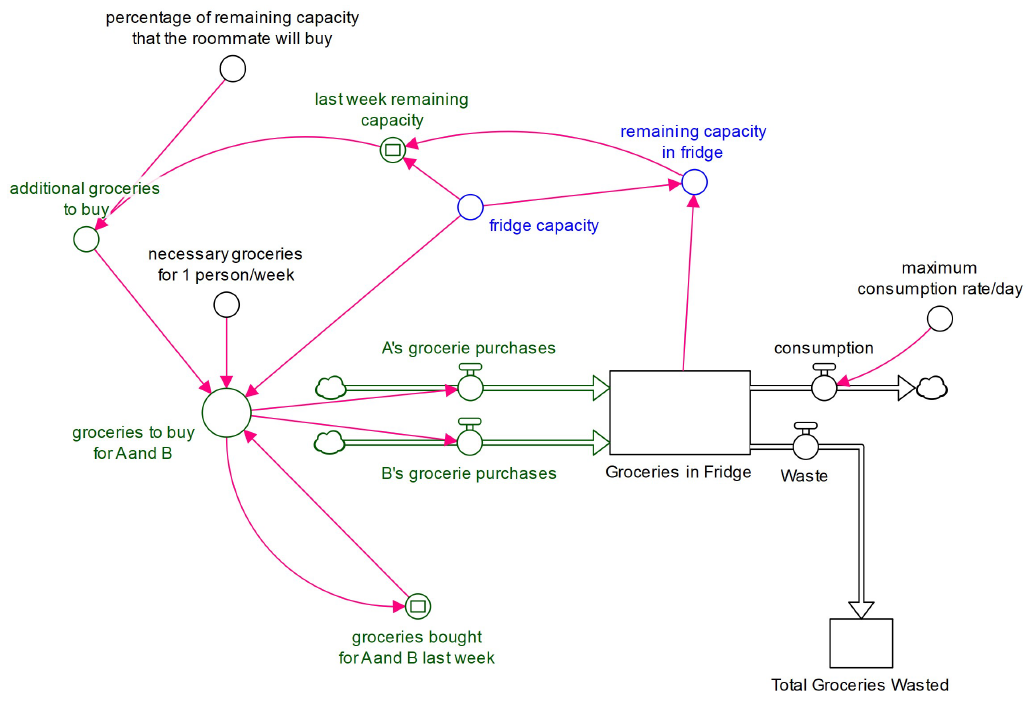 percentage of remaining capacity
that the roommate will buy
last week remaining
capacity
remaining capacity
in fridge
additional groceries
to buy
fridge capacity
necessary groceries
for 1 person/week
maximum
consumption rate/day
A's grocerie purchases
consumption
groceries to buy
for A and B
B's grocerie purchases
Groceries in Fridge
Waste
groceries bought
for A and B last week
Total Groceries Wasted